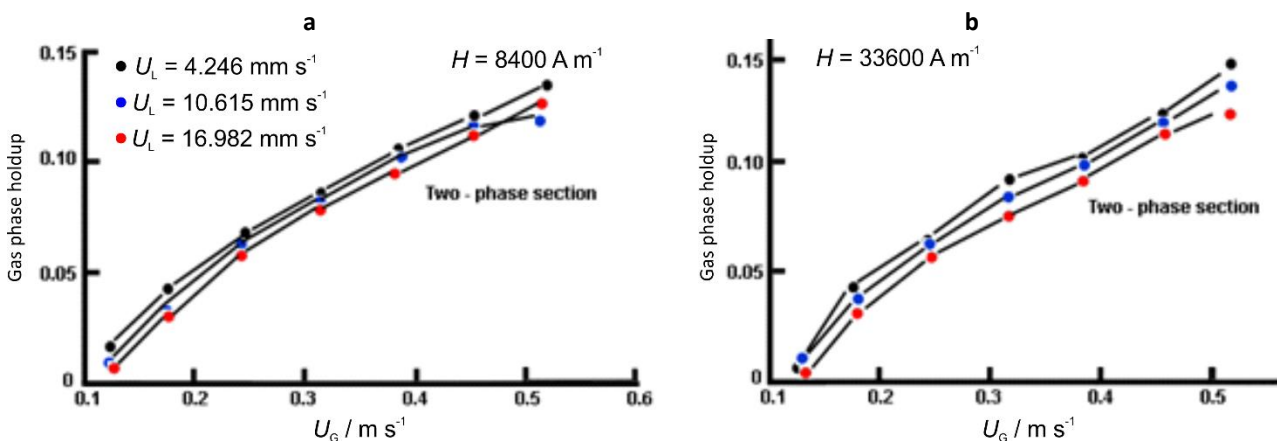 a
0.15
0.10
0.05
0
Gas phase holdup
U_L = 4.246 mm s⁻¹
U_L = 10.615 mm s⁻¹
U_L = 16.982 mm s⁻¹
H = 8400 A m⁻¹
Two - phase section
0.1 0.2 0.3 0.4 0.5 0.6
U_G / m s⁻¹
b
0.15
0.10
0.05
0
Gas phase holdup
H = 33600 A m⁻¹
Two - phase section
0.1 0.2 0.3 0.4 0.5
U_G / m s⁻¹